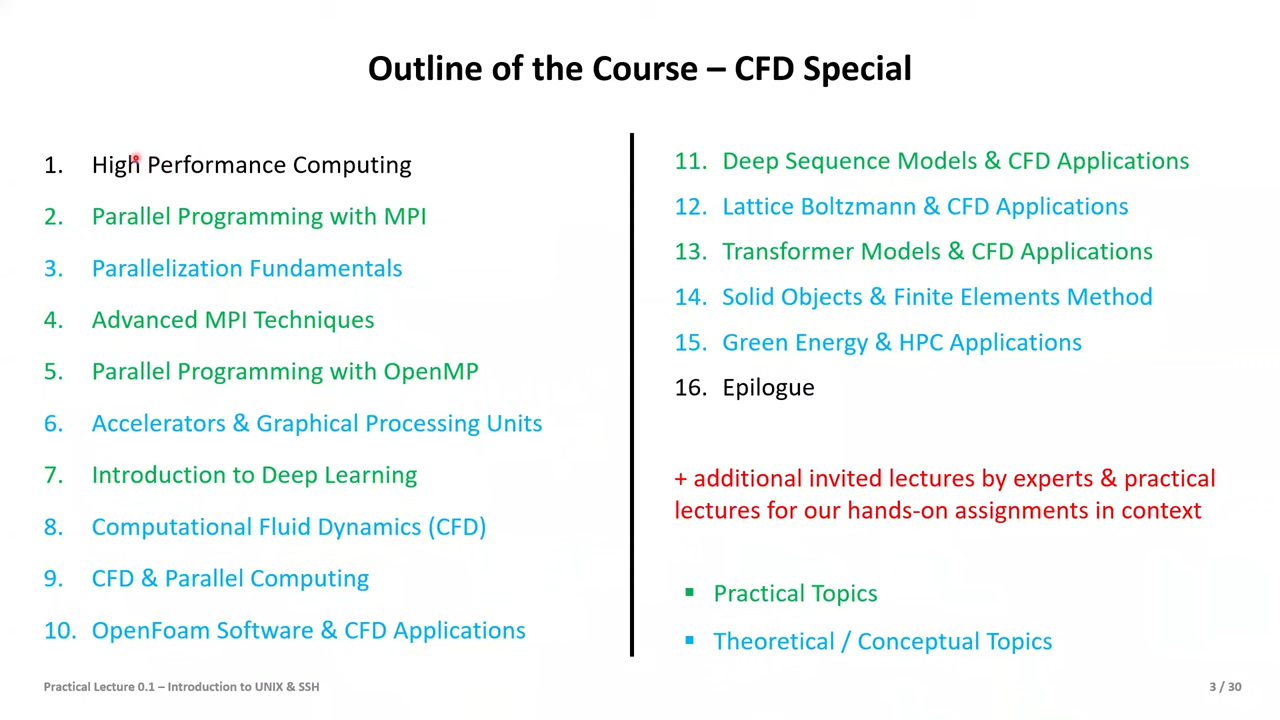 Outline of the Course – CFD Special
1. High Performance Computing
2. Parallel Programming with MPI
3. Parallelization Fundamentals
4. Advanced MPI Techniques
5. Parallel Programming with OpenMP
6. Accelerators & Graphical Processing Units
7. Introduction to Deep Learning
8. Computational Fluid Dynamics (CFD)
9. CFD & Parallel Computing
10. OpenFoam Software & CFD Applications
11. Deep Sequence Models & CFD Applications
12. Lattice Boltzmann & CFD Applications
13. Transformer Models & CFD Applications
14. Solid Objects & Finite Elements Method
15. Green Energy & HPC Applications
16. Epilogue
+ additional invited lectures by experts & practical
lectures for our hands-on assignments in context
▪ Practical Topics
▪ Theoretical / Conceptual Topics
Practical Lecture 0.1 – Introduction to UNIX & SSH
3 / 30